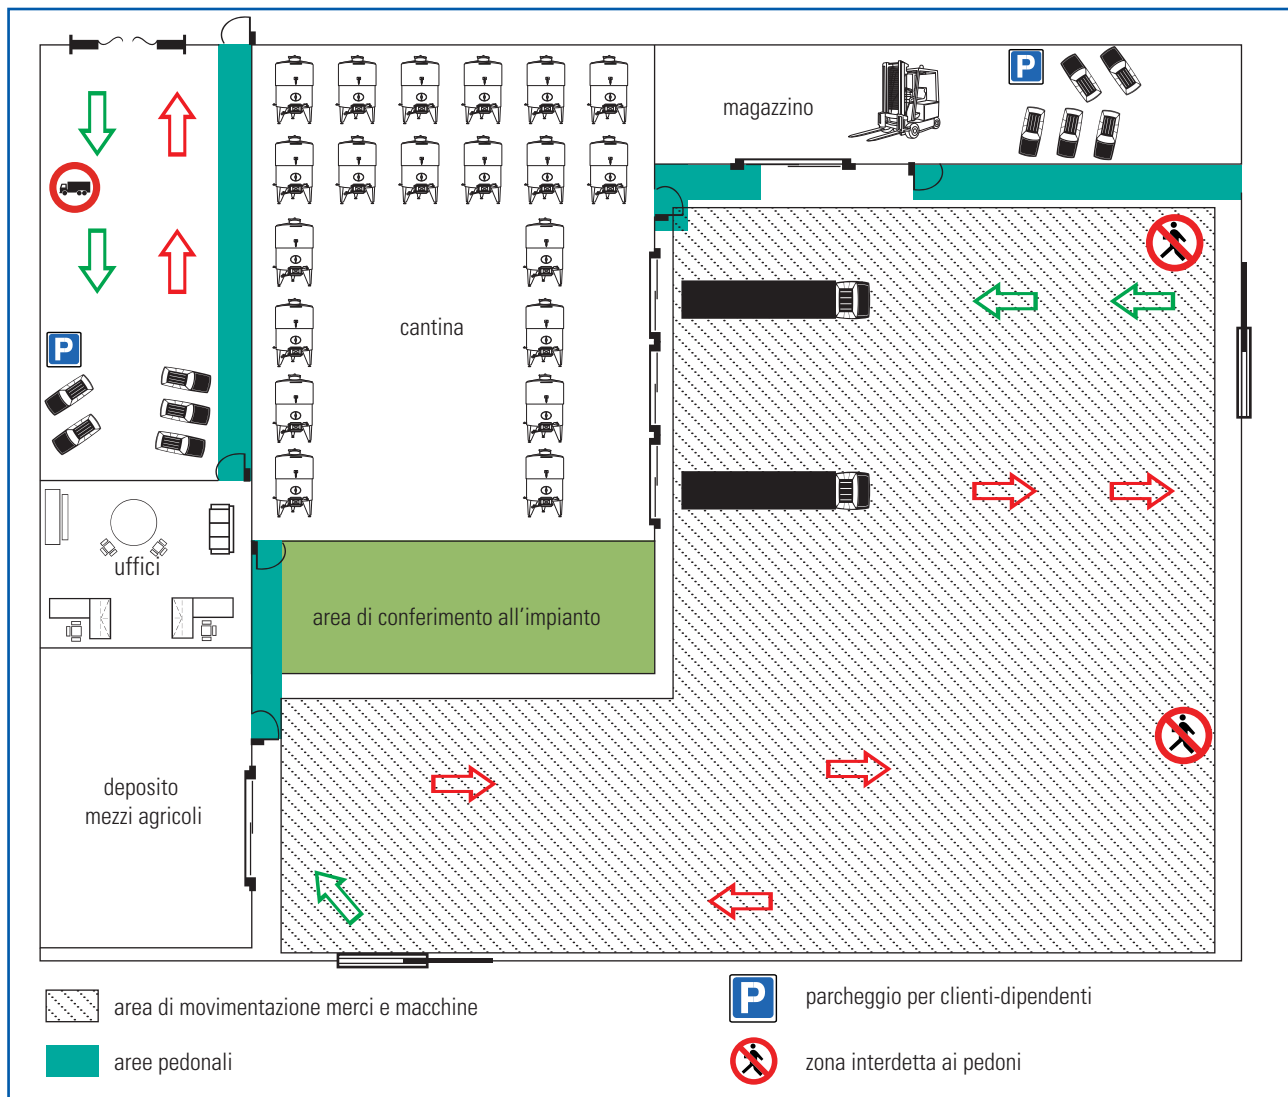 P
magazzino
cantina
P
uffici
area di conferimento all'impianto
deposito
mezzi agricoli
area di movimentazione merci e macchine
P
parcheggio per clienti-dipendenti
aree pedonali
zona interdetta ai pedoni